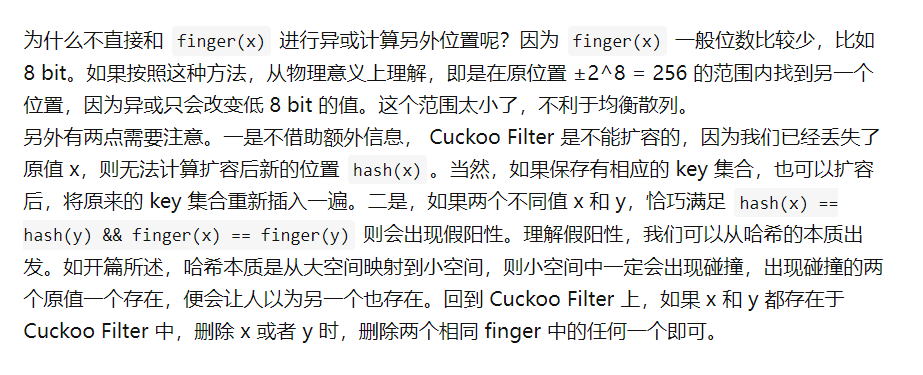 为什么不直接和 finger(x) 进行异或计算另外位置呢？因为 finger(x) 一般位数比较少，比如
8 bit。如果按照这种方法，从物理意义上理解，即是在原位置 ±2^8 = 256 的范围内找到另一个
位置，因为异或只会改变低 8 bit 的值。这个范围太小了，不利于均衡散列。
另外有两点需要注意。一是不借助额外信息， Cuckoo Filter 是不能扩容的，因为我们已经丢失了
原值 x，则无法计算扩容后新的位置 hash(x) 。当然，如果保存有相应的 key 集合，也可以扩容
后，将原来的 key 集合重新插入一遍。二是，如果两个不同值 x 和 y，恰巧满足 hash(x) ==
hash(y) && finger(x) == finger(y) 则会出现假阳性。理解假阳性，我们可以从哈希的本质出
发。如开篇所述，哈希本质是从大空间映射到小空间，则小空间中一定会出现碰撞，出现碰撞的两
个原值一个存在，便会让人以为另一个也存在。回到 Cuckoo Filter 上，如果 x 和 y 都存在于
Cuckoo Filter 中，删除 x 或者 y 时，删除两个相同 finger 中的任何一个即可。